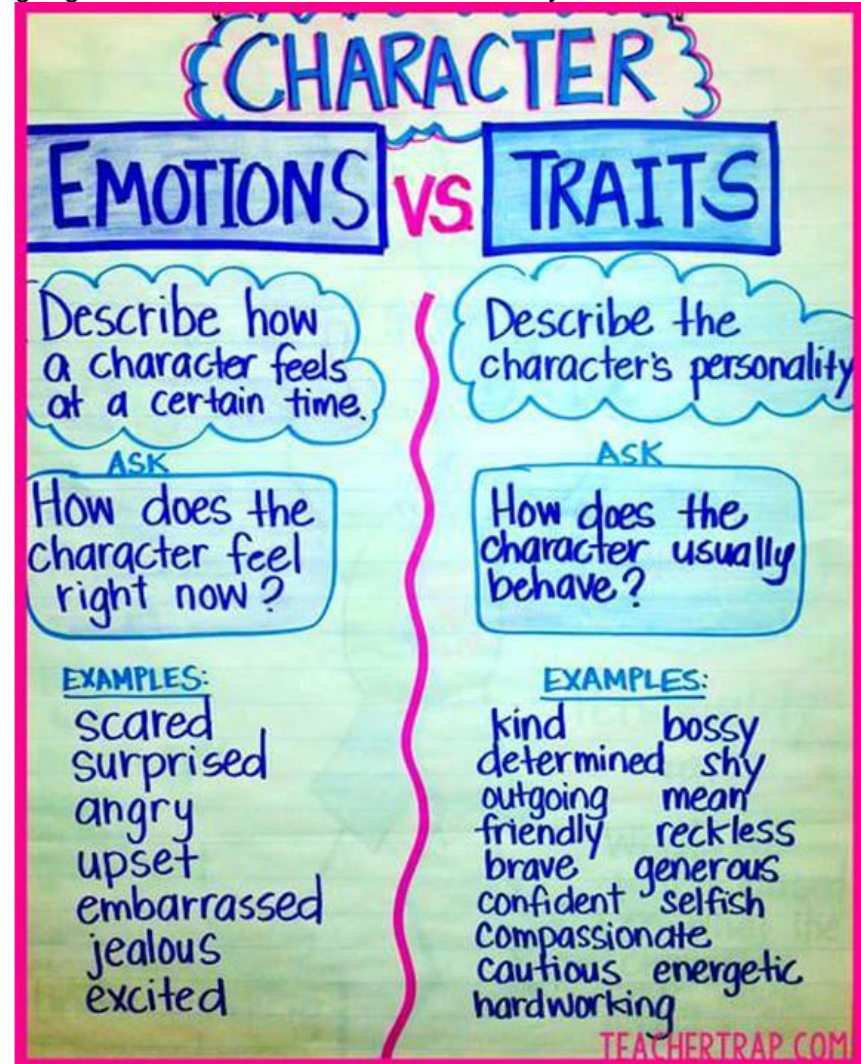 CHARACTER
EMOTIONS VS TRAITS
Describe how
a character feels
at a certain time.
ASK
How does the
character feel
right now?
EXAMPLES:
scared
surprised
angry
upset
embarrassed
jealous
excited
Describe the
character's personality
ASK
How does the
character usually
behave?
EXAMPLES:
kind bossy
determined shy
outgoing mean
friendly reckless
brave generous
confident selfish
compassionate
cautious energetic
hardworking
TEACHERTRAP.COM